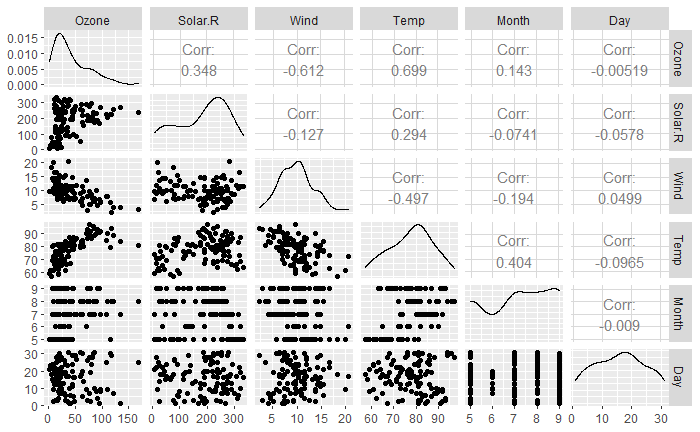 Ozone Solar.R Wind Temp Month Day
0.015
0.010
0.005
0.000
Corr:
0.348
Corr:
-0.612
Corr:
0.699
Corr:
0.143
Corr:
-0.00519
Ozone
300
200
100
0
Corr:
-0.127
Corr:
0.294
Corr:
-0.0741
Corr:
-0.0578
Solar.R
20
15
10
5
Corr:
-0.497
Corr:
-0.194
Corr:
0.0499
Wind
90
80
70
60
Corr:
0.404
Corr:
-0.0965
Temp
9
8
7
6
5
Corr:
-0.009
Month
30
20
10
0
Day
0 50 100 150 0 100 200 300 5 10 15 20 60 70 80 90 5 6 7 8 9 0 10 20 30